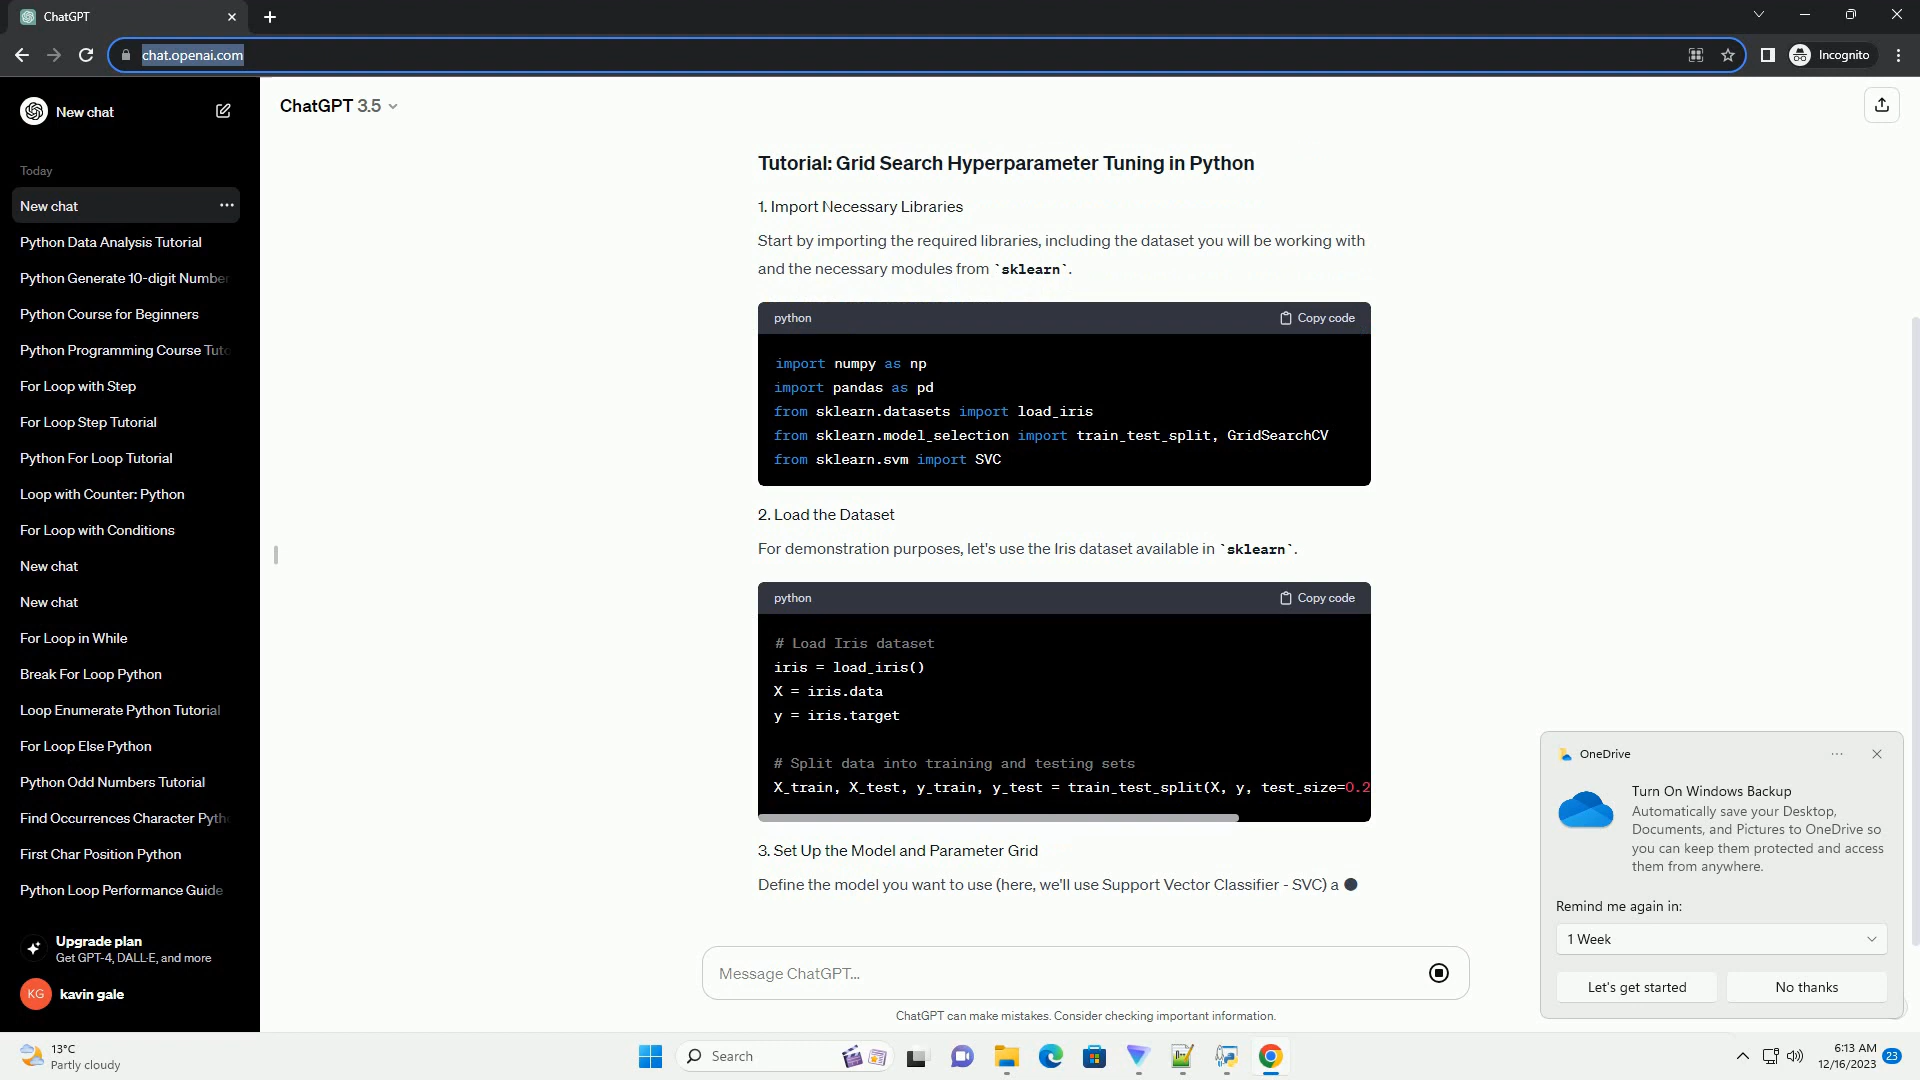 ChatGPT
chat.openai.com
Incognito
New chat
Today
New chat
Python Data Analysis Tutorial
Python Generate 10-digit Number
Python Course for Beginners
Python Programming Course Tuto
For Loop with Step
For Loop Step Tutorial
Python For Loop Tutorial
Loop with Counter: Python
For Loop with Conditions
New chat
New chat
For Loop in While
Break For Loop Python
Loop Enumerate Python Tutorial
For Loop Else Python
Python Odd Numbers Tutorial
Find Occurrences Character Pyth
First Char Position Python
Python Loop Performance Guide
Upgrade plan
Get GPT-4, DALL·E, and more
KG kavin gale
ChatGPT 3.5
Tutorial: Grid Search Hyperparameter Tuning in Python
1. Import Necessary Libraries
Start by importing the required libraries, including the dataset you will be working with
and the necessary modules from `sklearn`.
python Copy code
import numpy as np
import pandas as pd
from sklearn.datasets import load_iris
from sklearn.model_selection import train_test_split, GridSearchCV
from sklearn.svm import SVC
2. Load the Dataset
For demonstration purposes, let's use the Iris dataset available in `sklearn`.
python Copy code
# Load Iris dataset
iris = load_iris()
X = iris.data
y = iris.target
# Split data into training and testing sets
X_train, X_test, y_train, y_test = train_test_split(X, y, test_size=0.2
3. Set Up the Model and Parameter Grid
Define the model you want to use (here, we'll use Support Vector Classifier - SVC) a
Message ChatGPT...
ChatGPT can make mistakes. Consider checking important information.
OneDrive
Turn On Windows Backup
Automatically save your Desktop,
Documents, and Pictures to OneDrive so
you can keep them protected and access
them from anywhere.
Remind me again in:
1 Week
Let's get started No thanks
13°C
Partly cloudy
Search
6:13 AM
12/16/2023
23